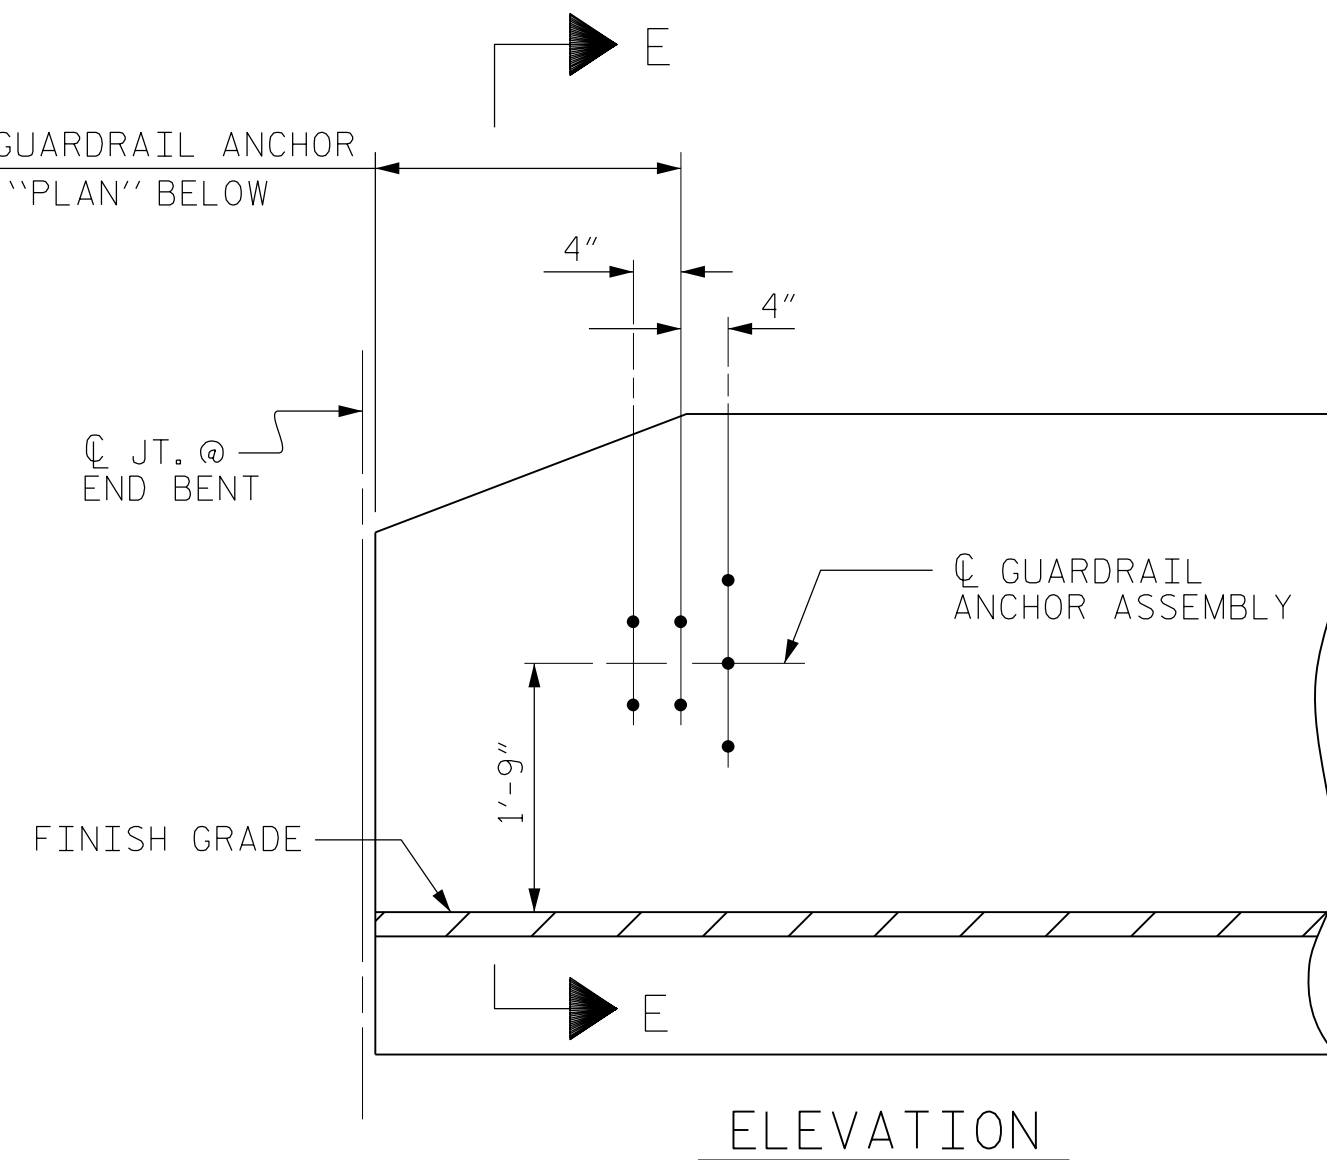 E
GUARDRAIL ANCHOR
"PLAN" BELOW
4"
4"
℄ JT. @
END BENT
℄ GUARDRAIL
ANCHOR ASSEMBLY
1'-9"
FINISH GRADE
E
ELEVATION